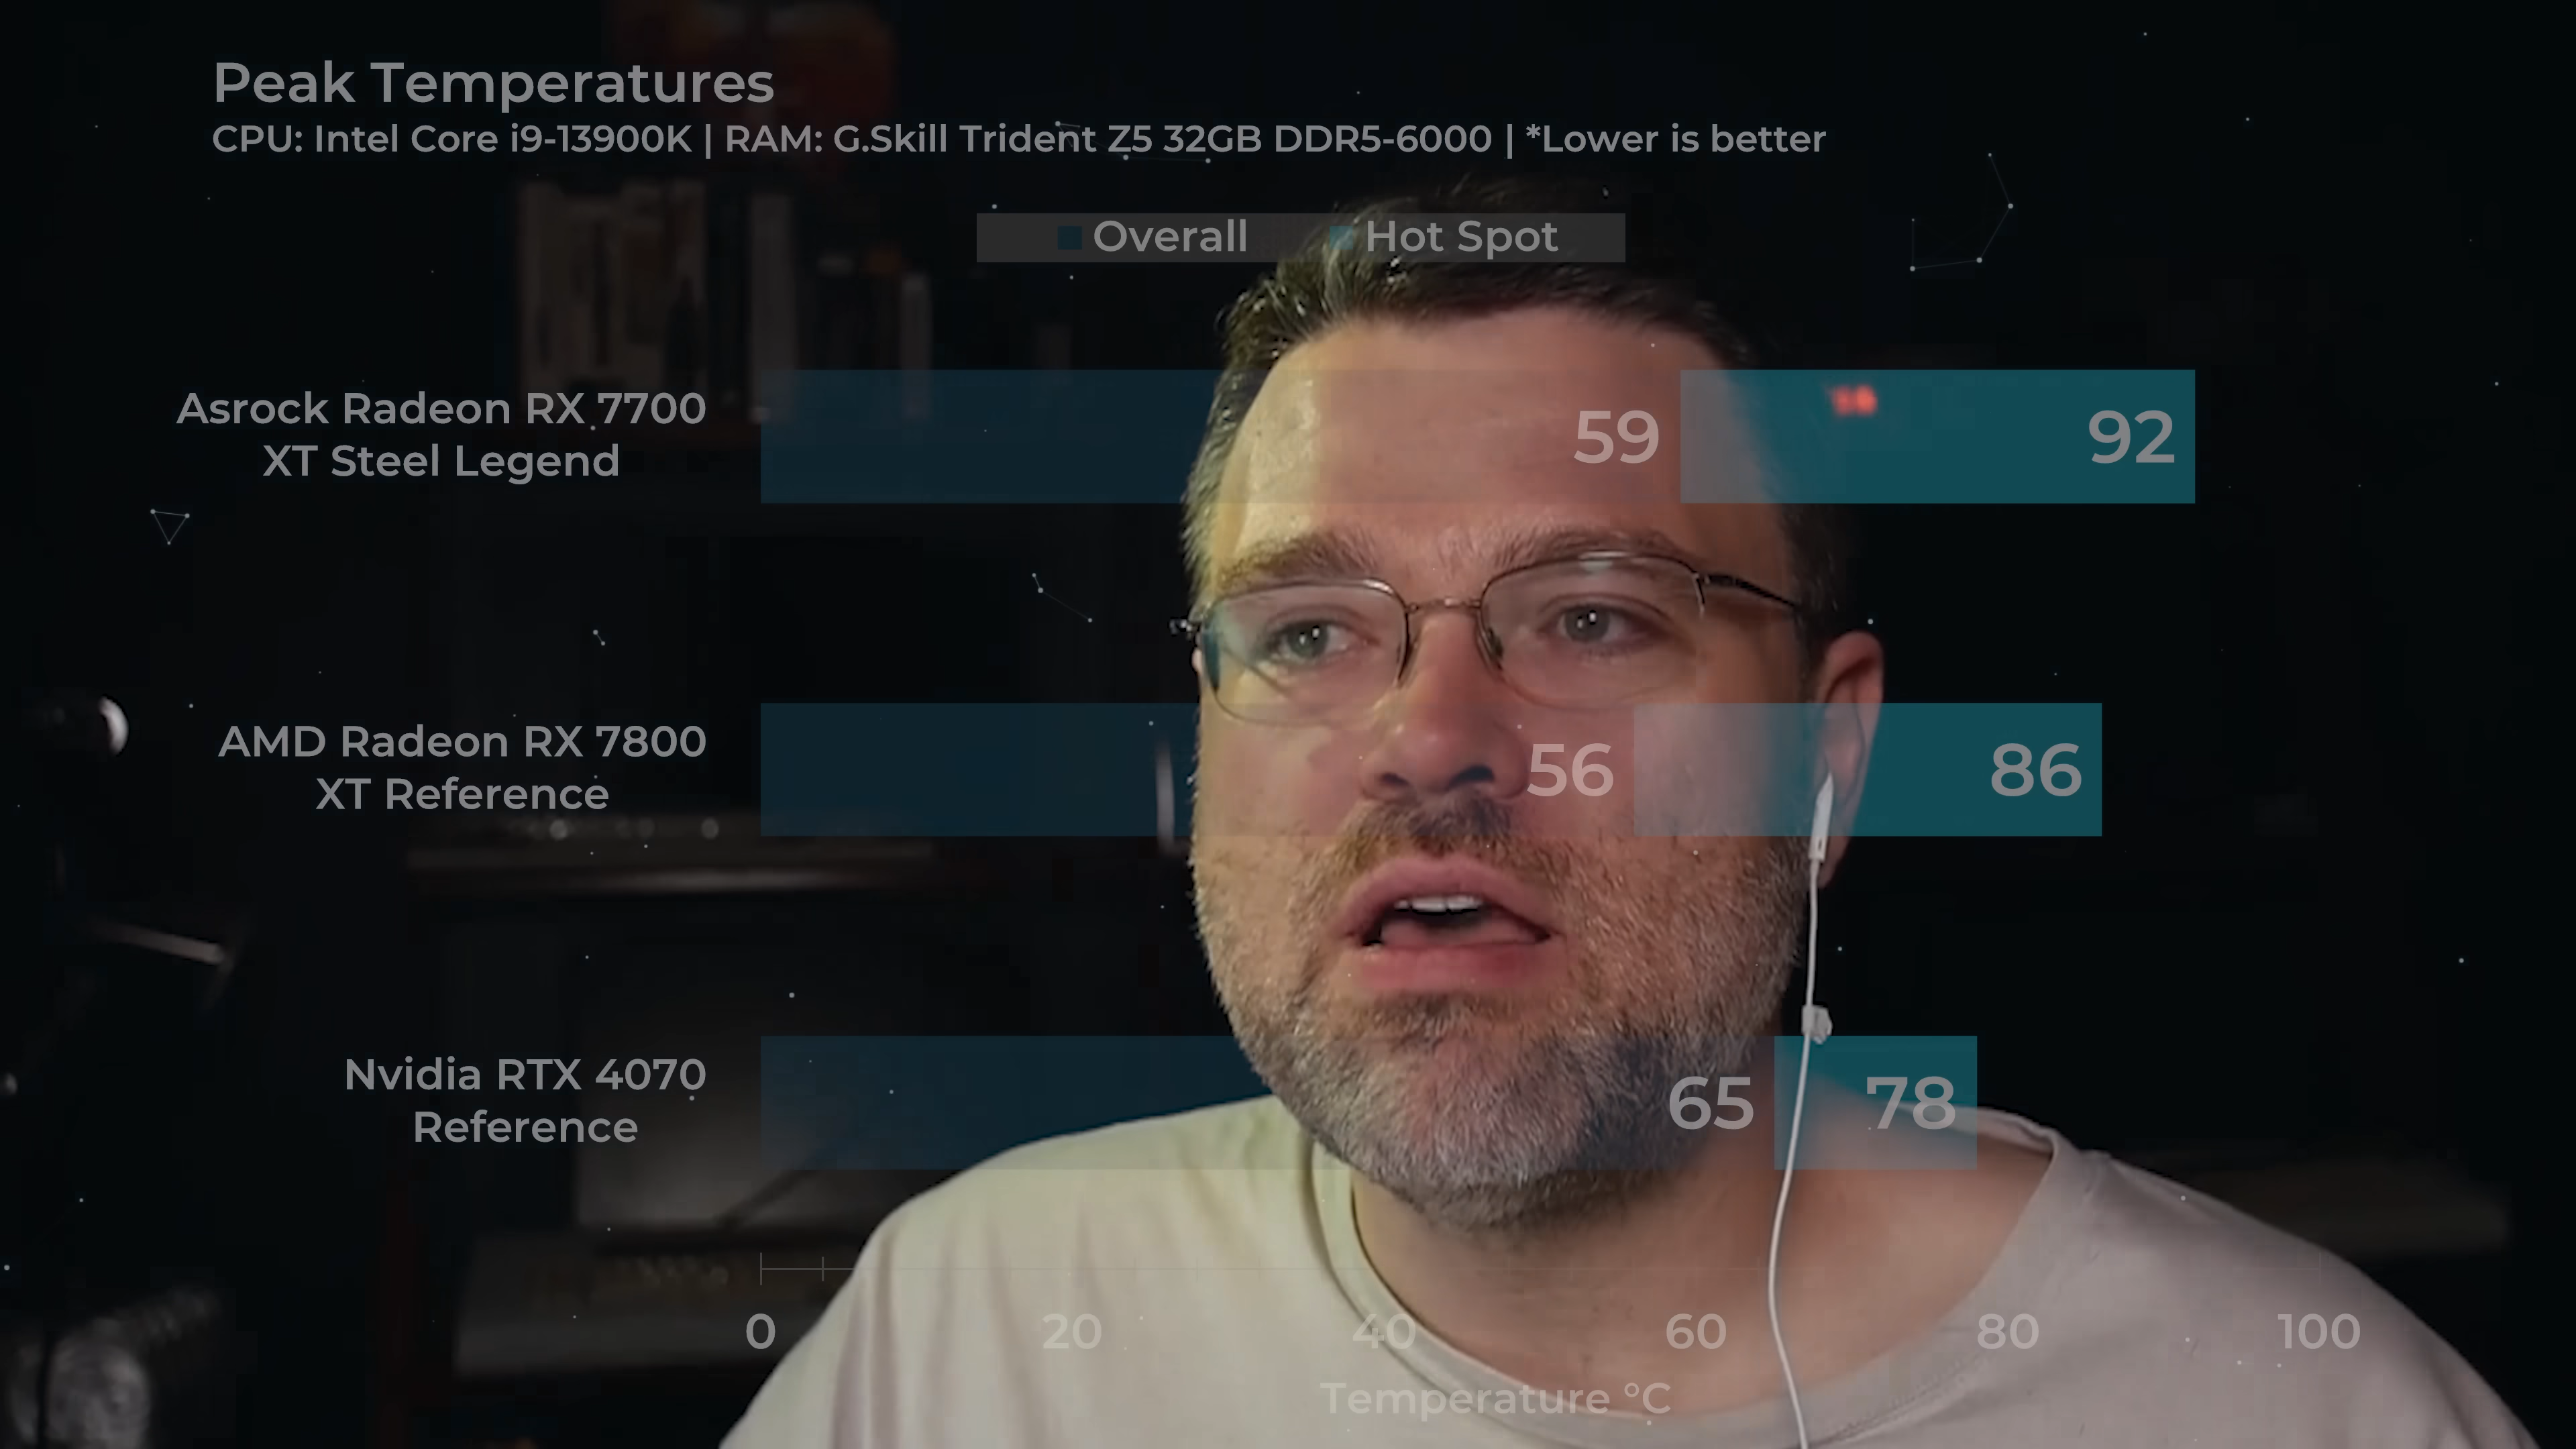 Peak Temperatures
CPU: Intel Core i9-13900K | RAM: G.Skill Trident Z5 32GB DDR5-6000 | *Lower is better
Overall Hot Spot
Asrock Radeon RX 7700
XT Steel Legend
59 92
AMD Radeon RX 7800
XT Reference
56 86
Nvidia RTX 4070
Reference
65 78
0 20 40 60 80 100
Temperature °C